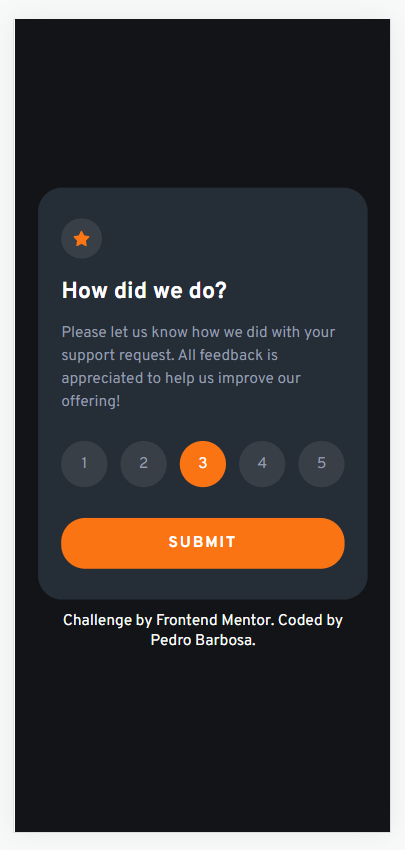 How did we do?
Please let us know how we did with your
support request. All feedback is
appreciated to help us improve our
offering!
1 2 3 4 5
SUBMIT
Challenge by Frontend Mentor. Coded by
Pedro Barbosa.